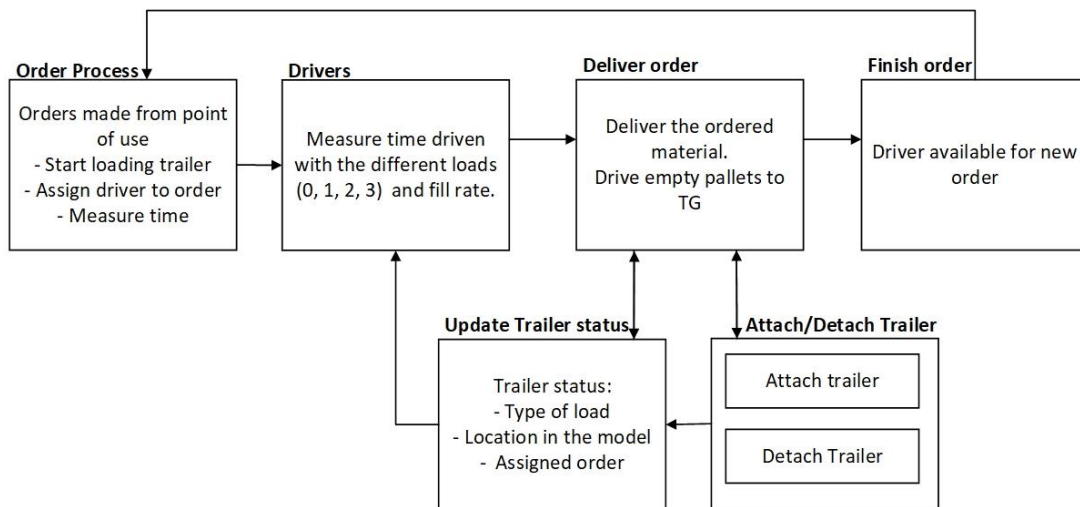 Order Process
Orders made from point
of use
- Start loading trailer
- Assign driver to order
- Measure time
Drivers
Measure time driven
with the different loads
(0, 1, 2, 3)  and fill rate.
Deliver order
Deliver the ordered
material.
Drive empty pallets to
TG
Finish order
Driver available for new
order
Update Trailer status
Trailer status:
- Type of load
- Location in the model
- Assigned order
Attach/Detach Trailer
Attach trailer
Detach Trailer